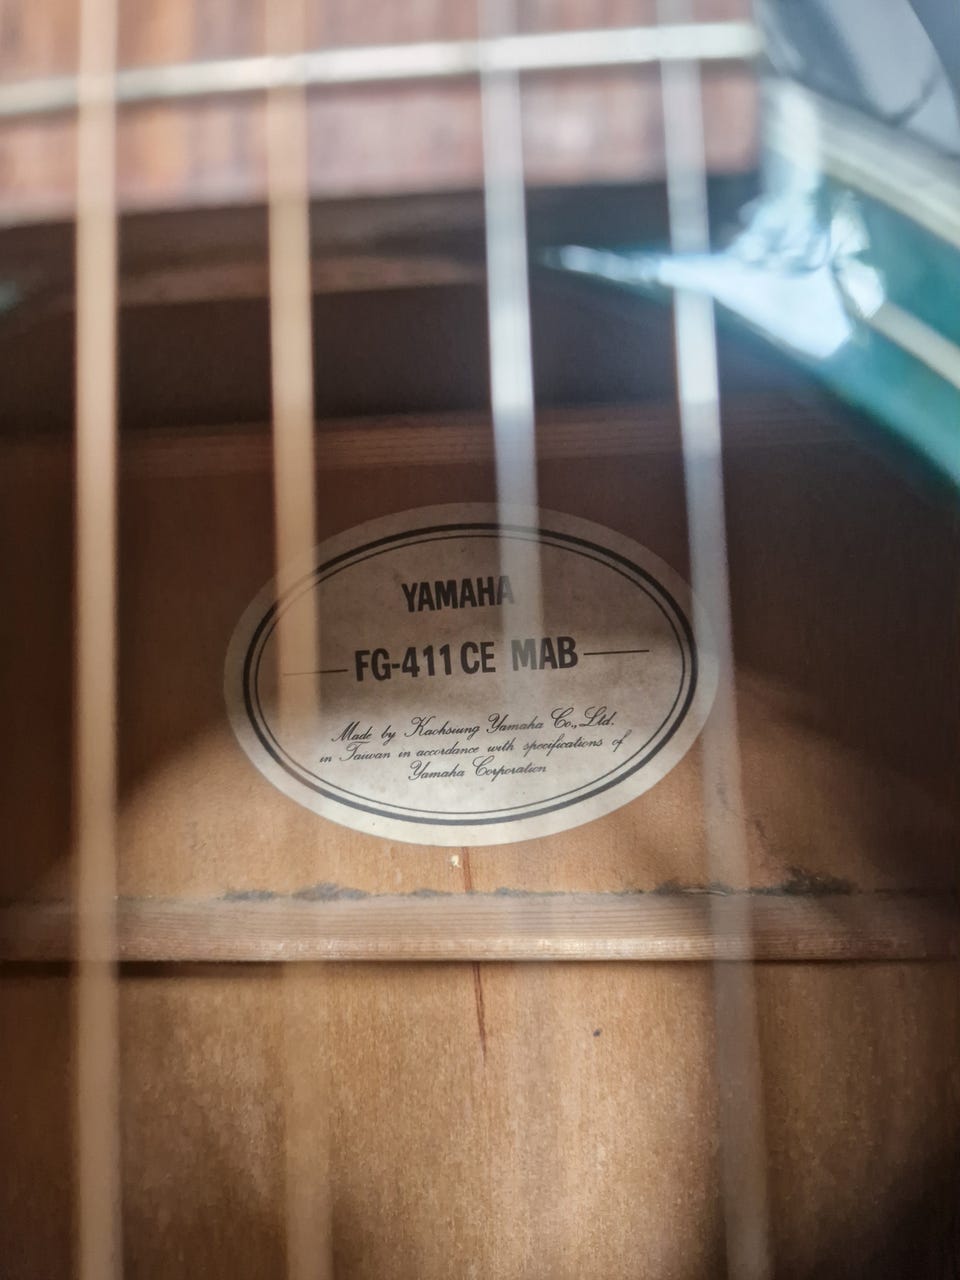 YAMAHA
FG-411CE MAB
Made by Kaohsiung Yamaha Co., Ltd.
in Taiwan in accordance with specifications of
Yamaha Corporation